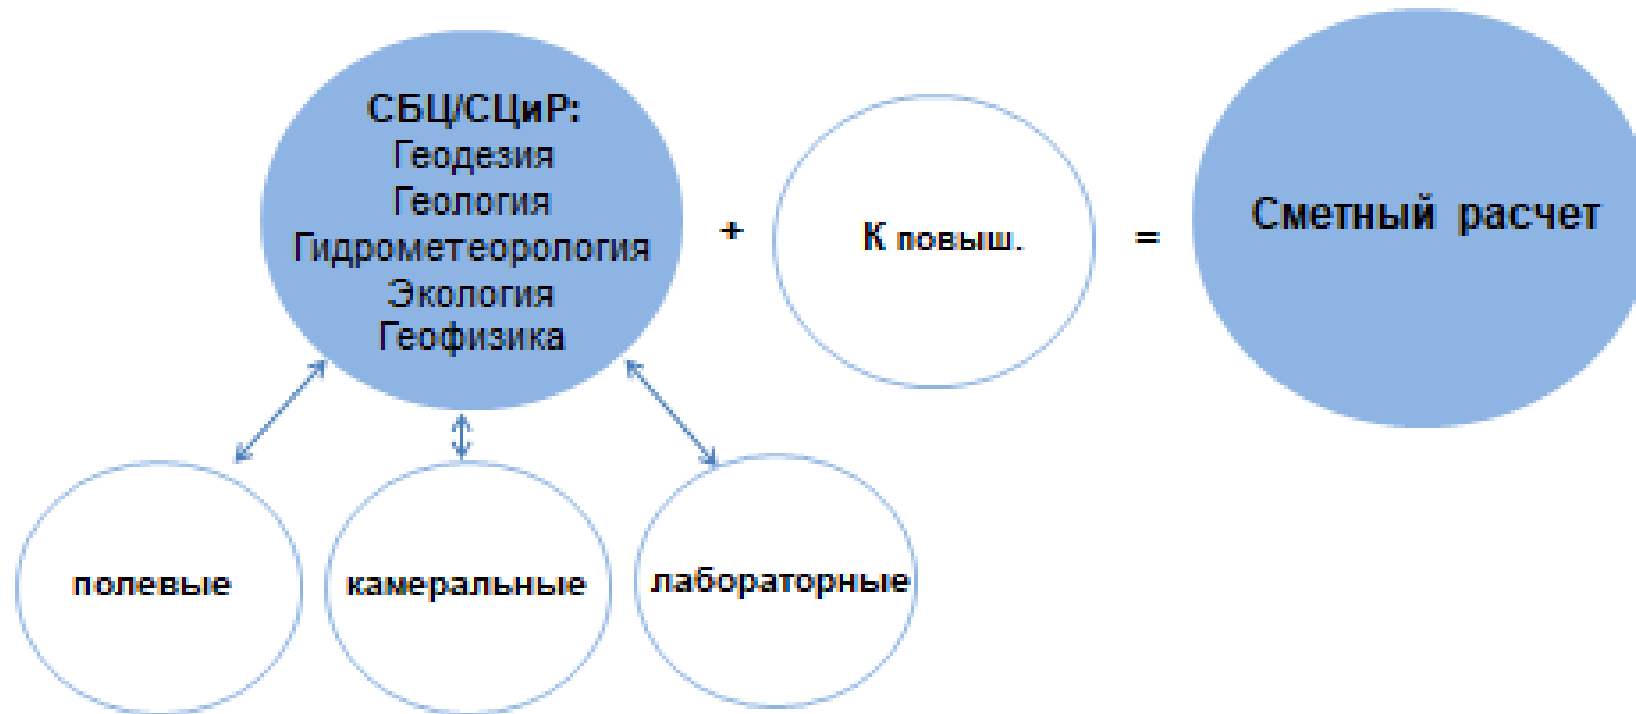 СБЦ/СЦиР:
Геодезия
Геология
Гидрометеорология
Экология
Геофизика
+
К повыш.
=
Сметный расчет
полевые
камеральные
лабораторные